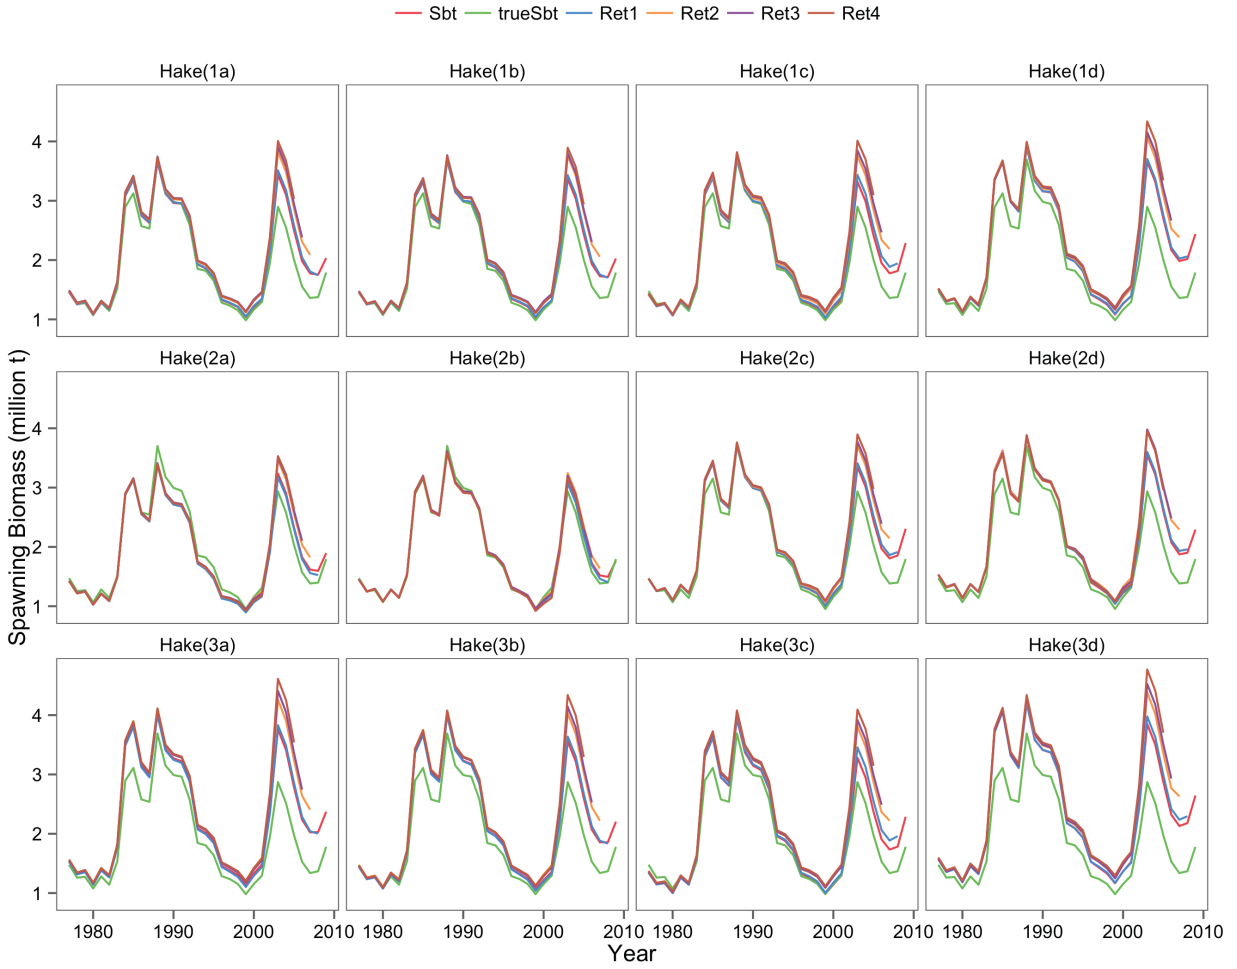 Sbt trueSbt Ret1 Ret2 Ret3 Ret4
Hake(1a) Hake(1b) Hake(1c) Hake(1d)
4
3
2
1
Hake(2a) Hake(2b) Hake(2c) Hake(2d)
4
3
2
1
Hake(3a) Hake(3b) Hake(3c) Hake(3d)
4
3
2
1
Spawning Biomass (million t)
1980 1990 2000 2010 1980 1990 2000 2010 1980 1990 2000 2010 1980 1990 2000 2010
Year